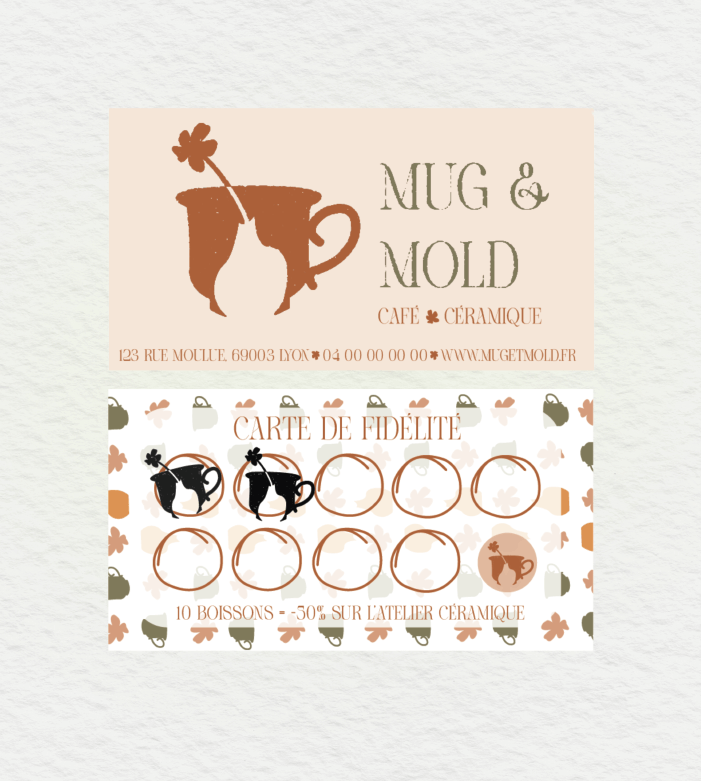 MUG &
MOLD
CAFÉ CÉRAMIQUE
123 RUE MOULUE, 69003 LYON 04 00 00 00 00 WWW.MUGETMOLD.FR
CARTE DE FIDÉLITÉ
10 BOISSONS = -30% SUR L'ATELIER CÉRAMIQUE